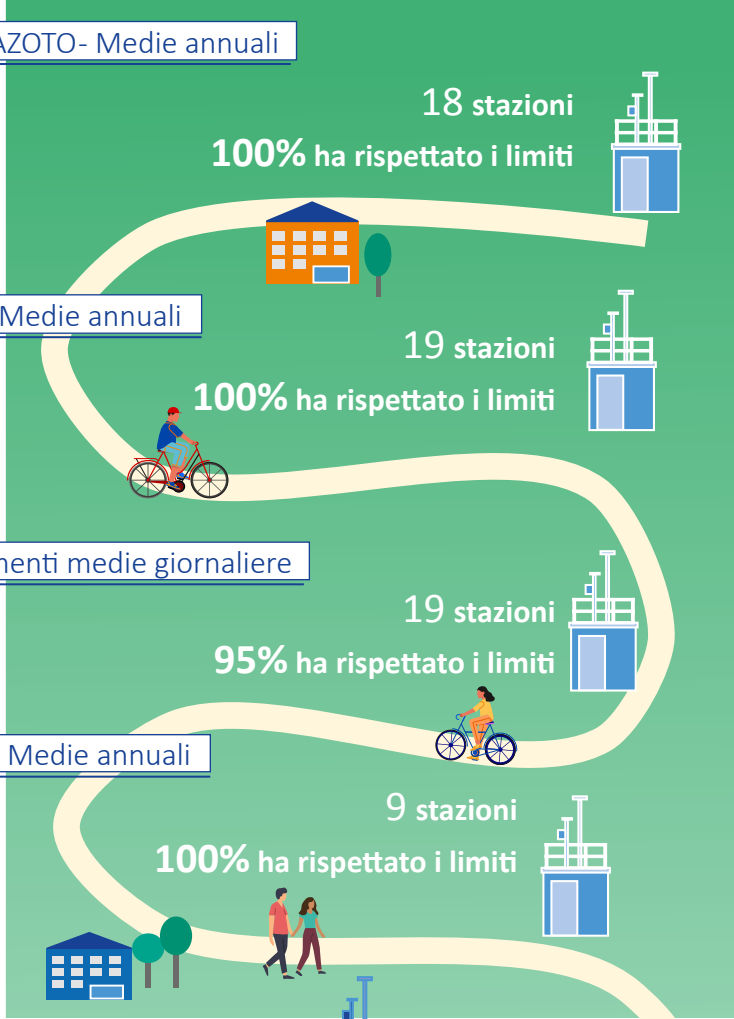 AZOTO - Medie annuali
18 stazioni
100% ha rispettato i limiti
Medie annuali
19 stazioni
100% ha rispettato i limiti
menti medie giornaliere
19 stazioni
95% ha rispettato i limiti
Medie annuali
9 stazioni
100% ha rispettato i limiti